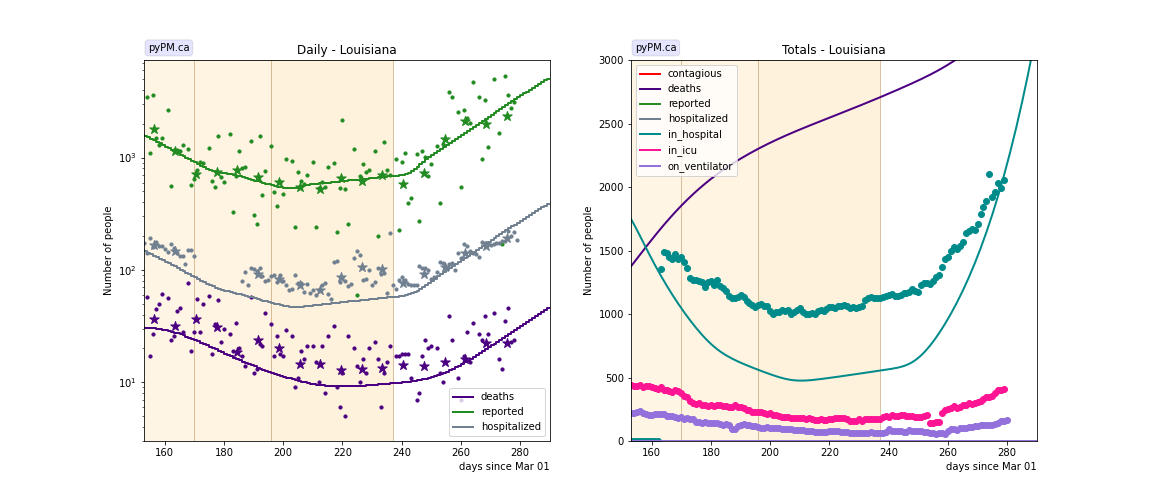 pyPM.ca
Daily - Louisiana
Number of people
10³
10²
10¹
deaths
reported
hospitalized
160 180 200 220 240 260 280
days since Mar 01
pyPM.ca
Totals - Louisiana
Number of people
3000
2500
2000
1500
1000
500
0
contagious
deaths
reported
hospitalized
in_hospital
in_icu
on_ventilator
160 180 200 220 240 260 280
days since Mar 01